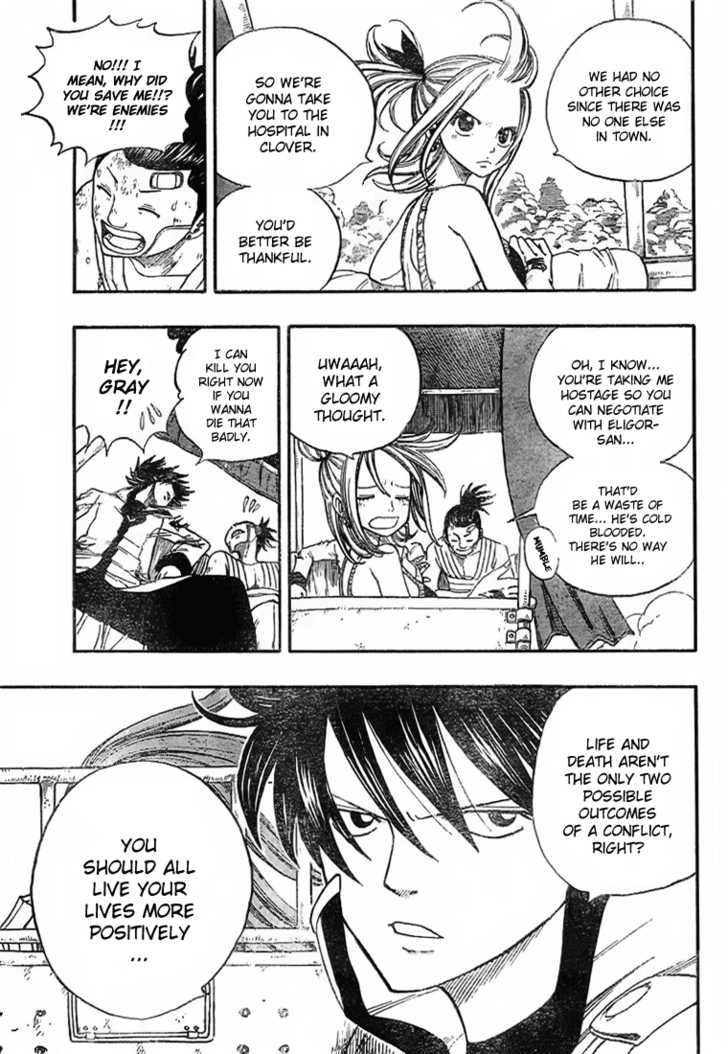 WE HAD NO
OTHER CHOICE
SINCE THERE WAS
NO ONE ELSE
IN TOWN.
SO WE'RE
GONNA TAKE
YOU TO THE
HOSPITAL IN
CLOVER.
YOU'D
BETTER BE
THANKFUL.
NO!!! I
MEAN, WHY DID
YOU SAVE ME!!?
WE'RE ENEMIES
!!!
OH, I KNOW...
YOU'RE TAKING ME
HOSTAGE SO YOU
CAN NEGOTIATE
WITH ELIGOR-
SAN...
THAT'D
BE A WASTE OF
TIME... HE'S COLD
BLOODED.
THERE'S NO WAY
HE WILL..
MUMBLE
UWAAAH,
WHAT A
GLOOMY
THOUGHT.
I CAN
KILL YOU
RIGHT NOW
IF YOU
WANNA
DIE THAT
BADLY.
HEY,
GRAY
!!
LIFE AND
DEATH AREN'T
THE ONLY TWO
POSSIBLE
OUTCOMES
OF A CONFLICT,
RIGHT?
YOU
SHOULD ALL
LIVE YOUR
LIVES MORE
POSITIVELY
...